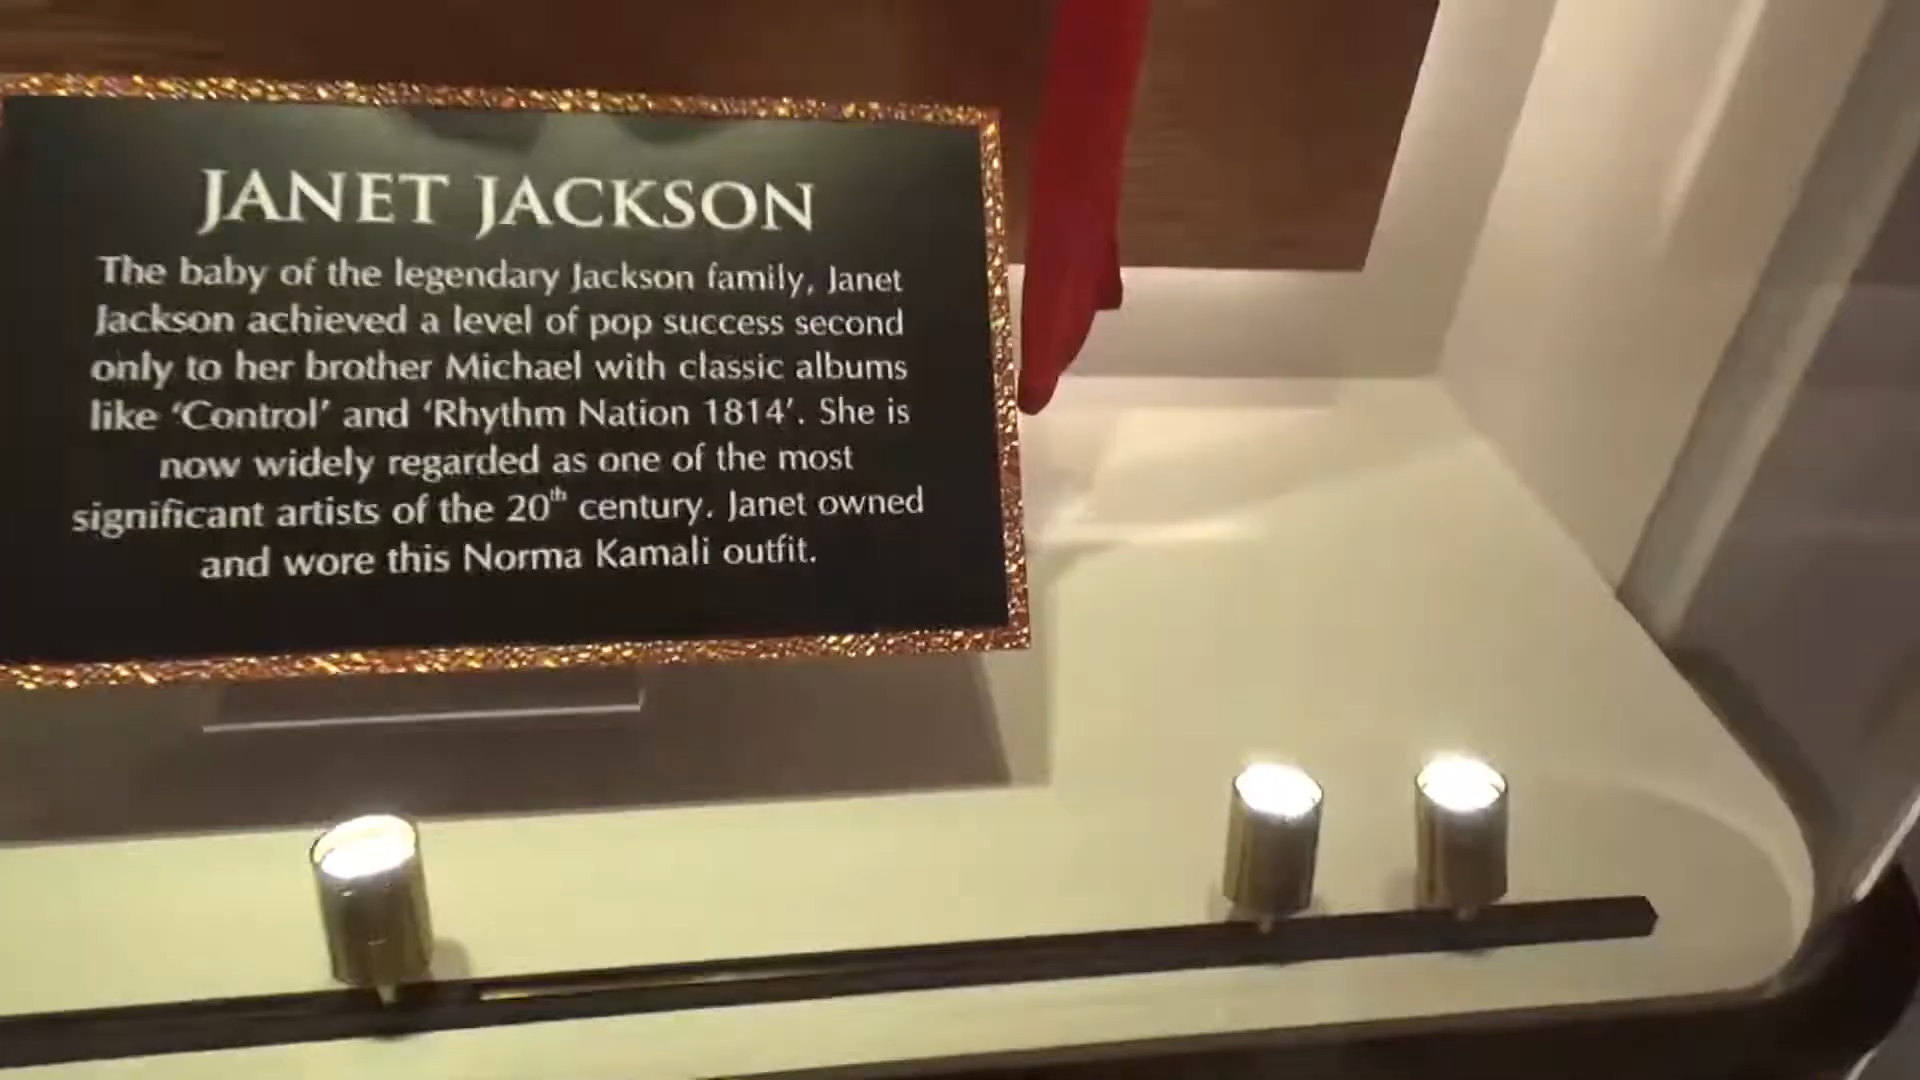 JANET JACKSON
The baby of the legendary Jackson family, Janet
Jackson achieved a level of pop success second
only to her brother Michael with classic albums
like ‘Control’ and ‘Rhythm Nation 1814’. She is
now widely regarded as one of the most
significant artists of the 20th century. Janet owned
and wore this Norma Kamali outfit.